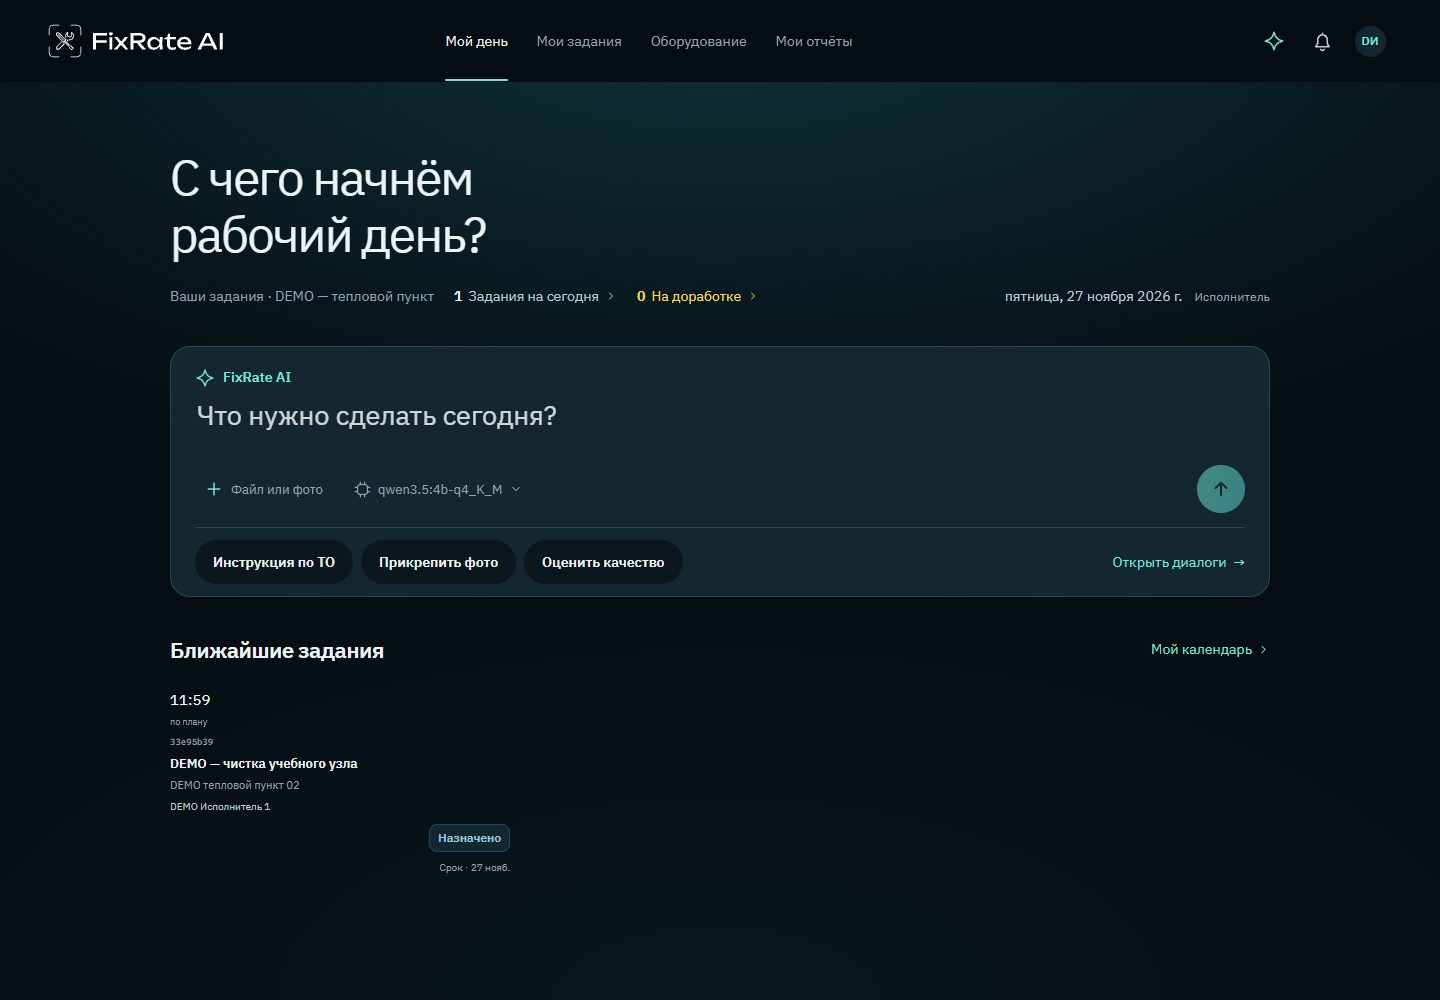 FixRate AI
Мой день
Мои задания
Оборудование
Мои отчёты
DИ
С чего начнём
рабочий день?
Ваши задания · DEMO — тепловой пункт
1 Задания на сегодня
0 На доработке
пятница, 27 ноября 2026 г.
Исполнитель
FixRate AI
Что нужно сделать сегодня?
Файл или фото
qwen3.5:4b-q4_K_M
Инструкция по ТО
Прикрепить фото
Оценить качество
Открыть диалоги →
Ближайшие задания
Мой календарь
11:59
по плану
33e95b39
DEMO — чистка учебного узла
DEMO тепловой пункт 02
DEMO Исполнитель 1
Назначено
Срок · 27 нояб.